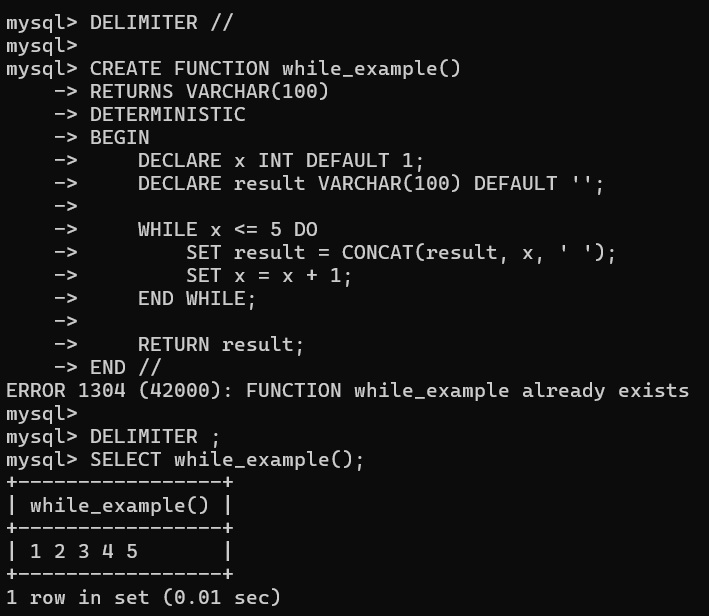 mysql> DELIMITER //
mysql>
mysql> CREATE FUNCTION while_example()
    -> RETURNS VARCHAR(100)
    -> DETERMINISTIC
    -> BEGIN
    ->     DECLARE x INT DEFAULT 1;
    ->     DECLARE result VARCHAR(100) DEFAULT '';
    ->
    ->     WHILE x <= 5 DO
    ->         SET result = CONCAT(result, x, ' ');
    ->         SET x = x + 1;
    ->     END WHILE;
    ->
    ->     RETURN result;
    -> END //
ERROR 1304 (42000): FUNCTION while_example already exists
mysql>
mysql> DELIMITER ;
mysql> SELECT while_example();
+-----------------+
| while_example() |
+-----------------+
| 1 2 3 4 5       |
+-----------------+
1 row in set (0.01 sec)